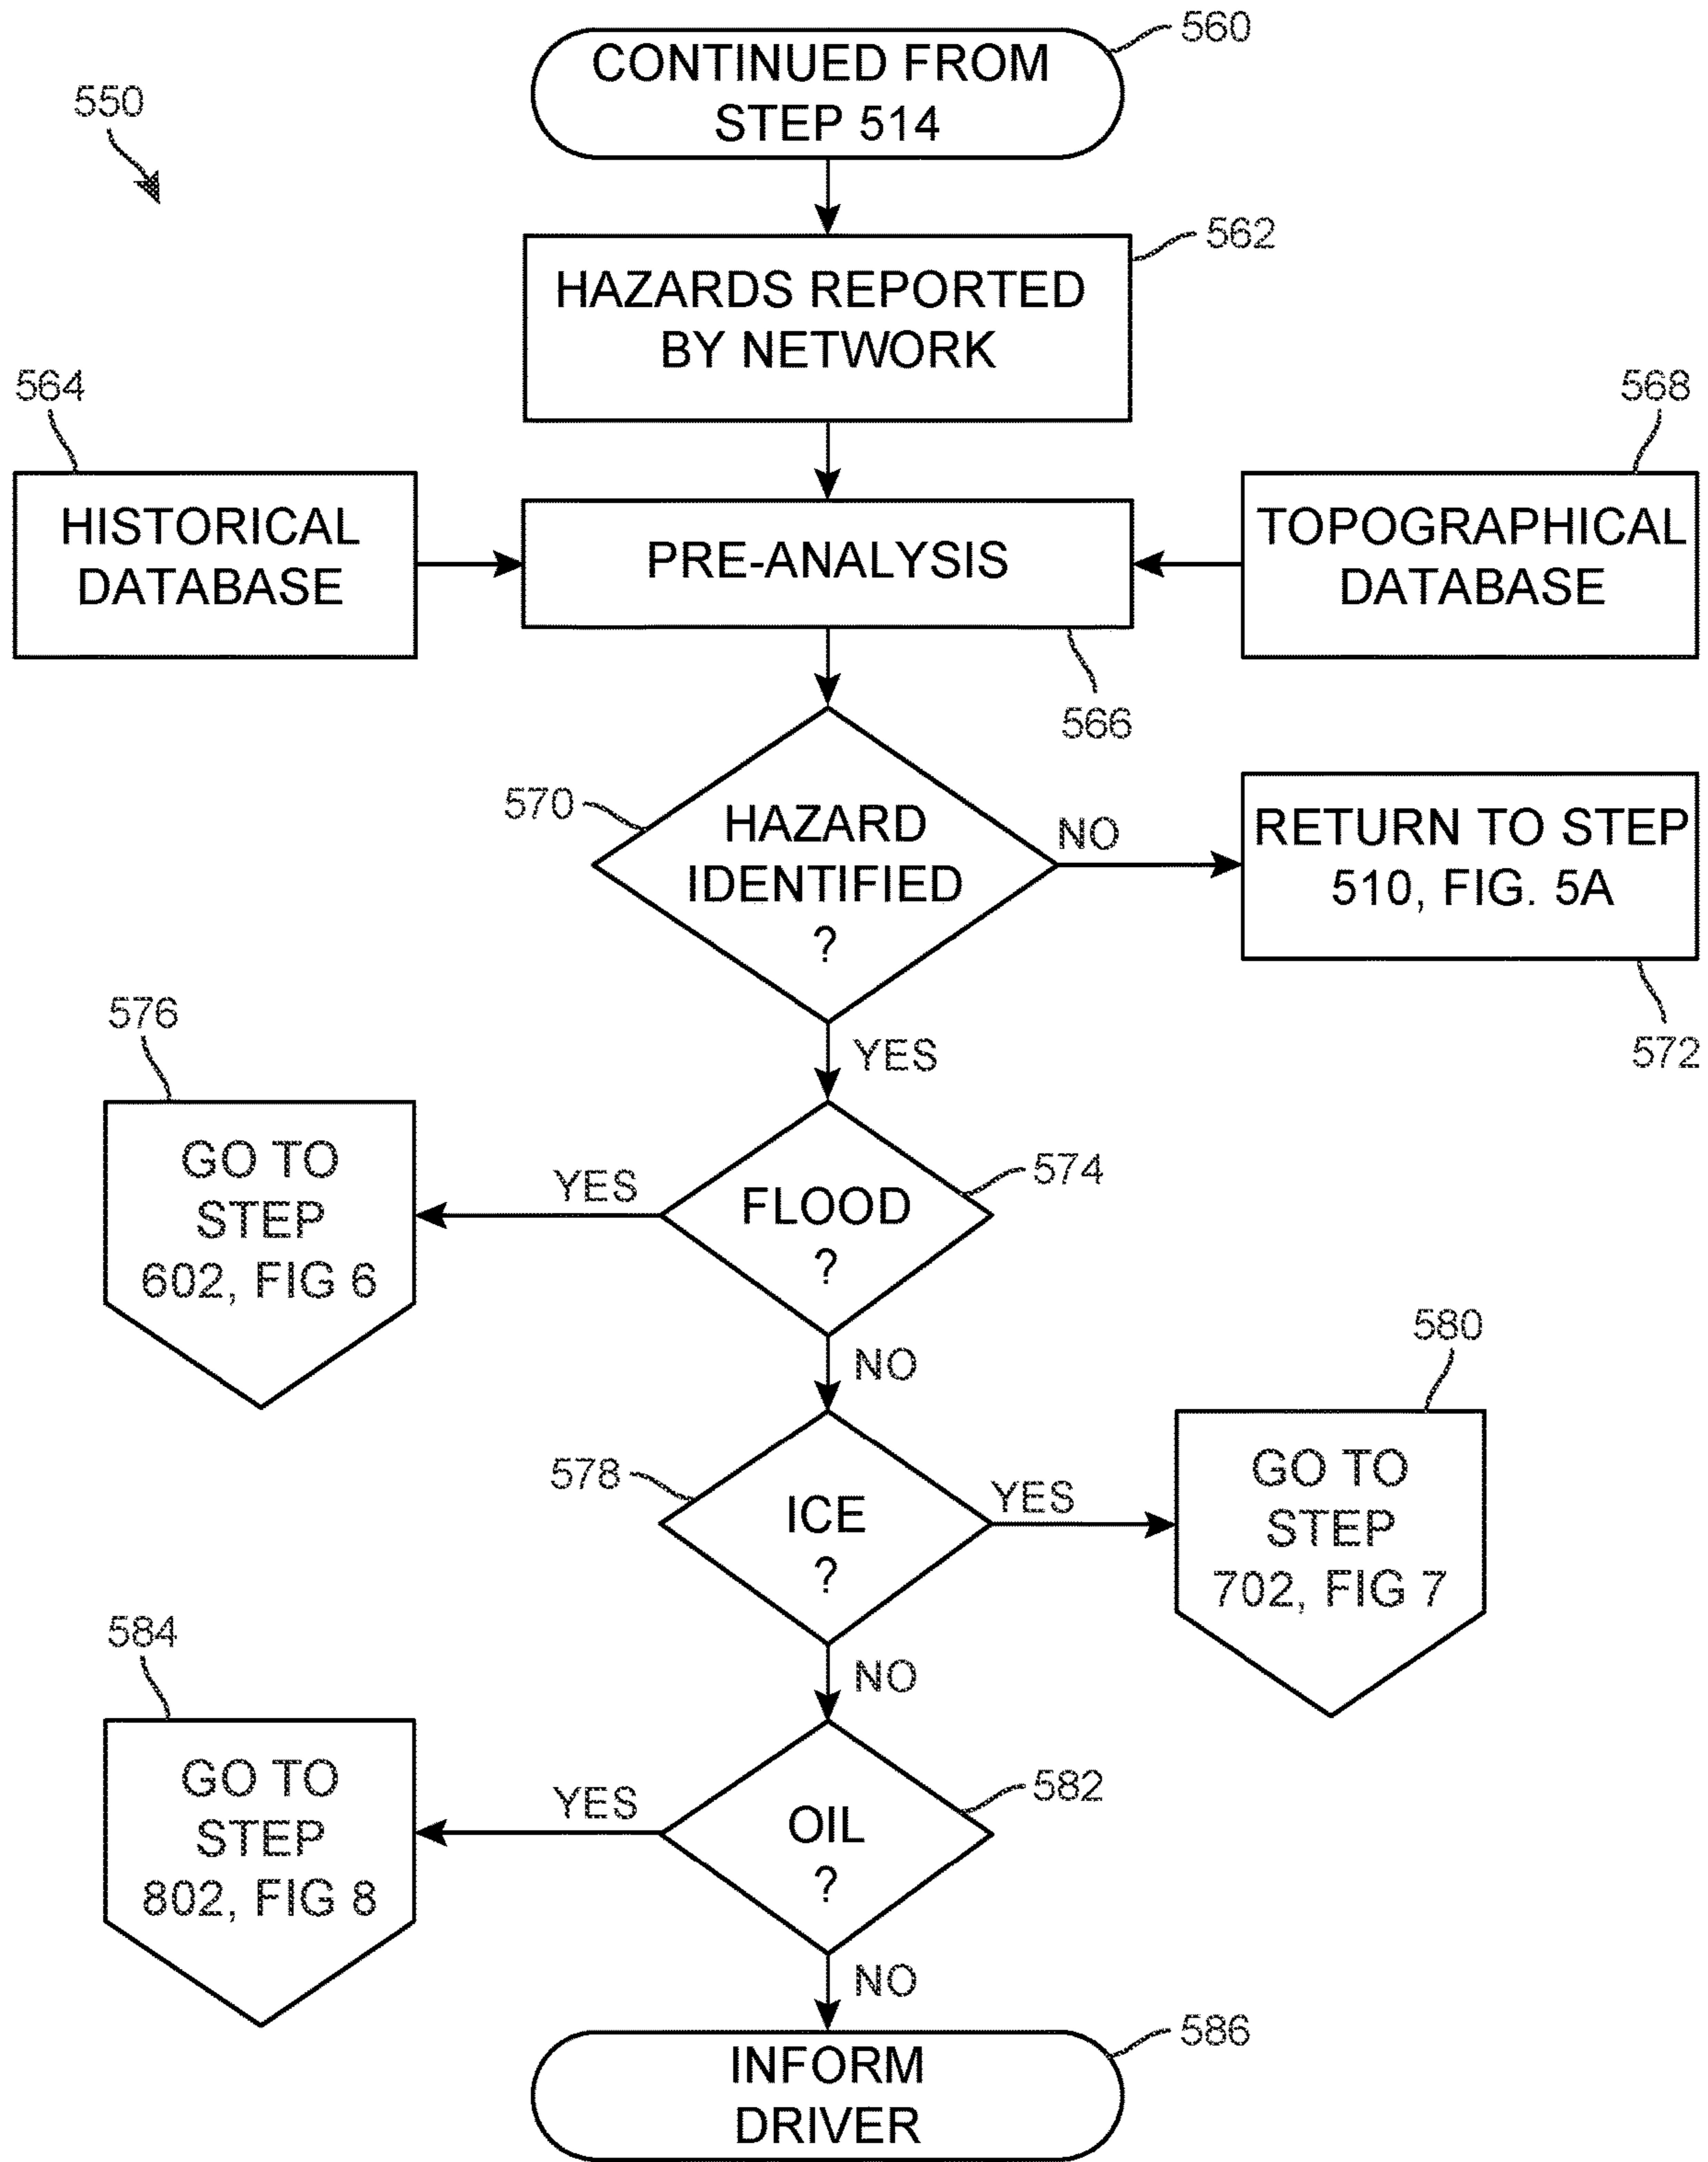 560
CONTINUED FROM
STEP 514
550
562
HAZARDS REPORTED
BY NETWORK
564
568
HISTORICAL
DATABASE
PRE-ANALYSIS
TOPOGRAPHICAL
DATABASE
566
570
HAZARD
IDENTIFIED
?
NO
RETURN TO STEP
510, FIG. 5A
572
YES
576
GO TO
STEP
602, FIG 6
YES
574
FLOOD
?
NO
580
578
ICE
?
YES
GO TO
STEP
702, FIG 7
NO
584
GO TO
STEP
802, FIG 8
YES
582
OIL
?
NO
586
INFORM
DRIVER